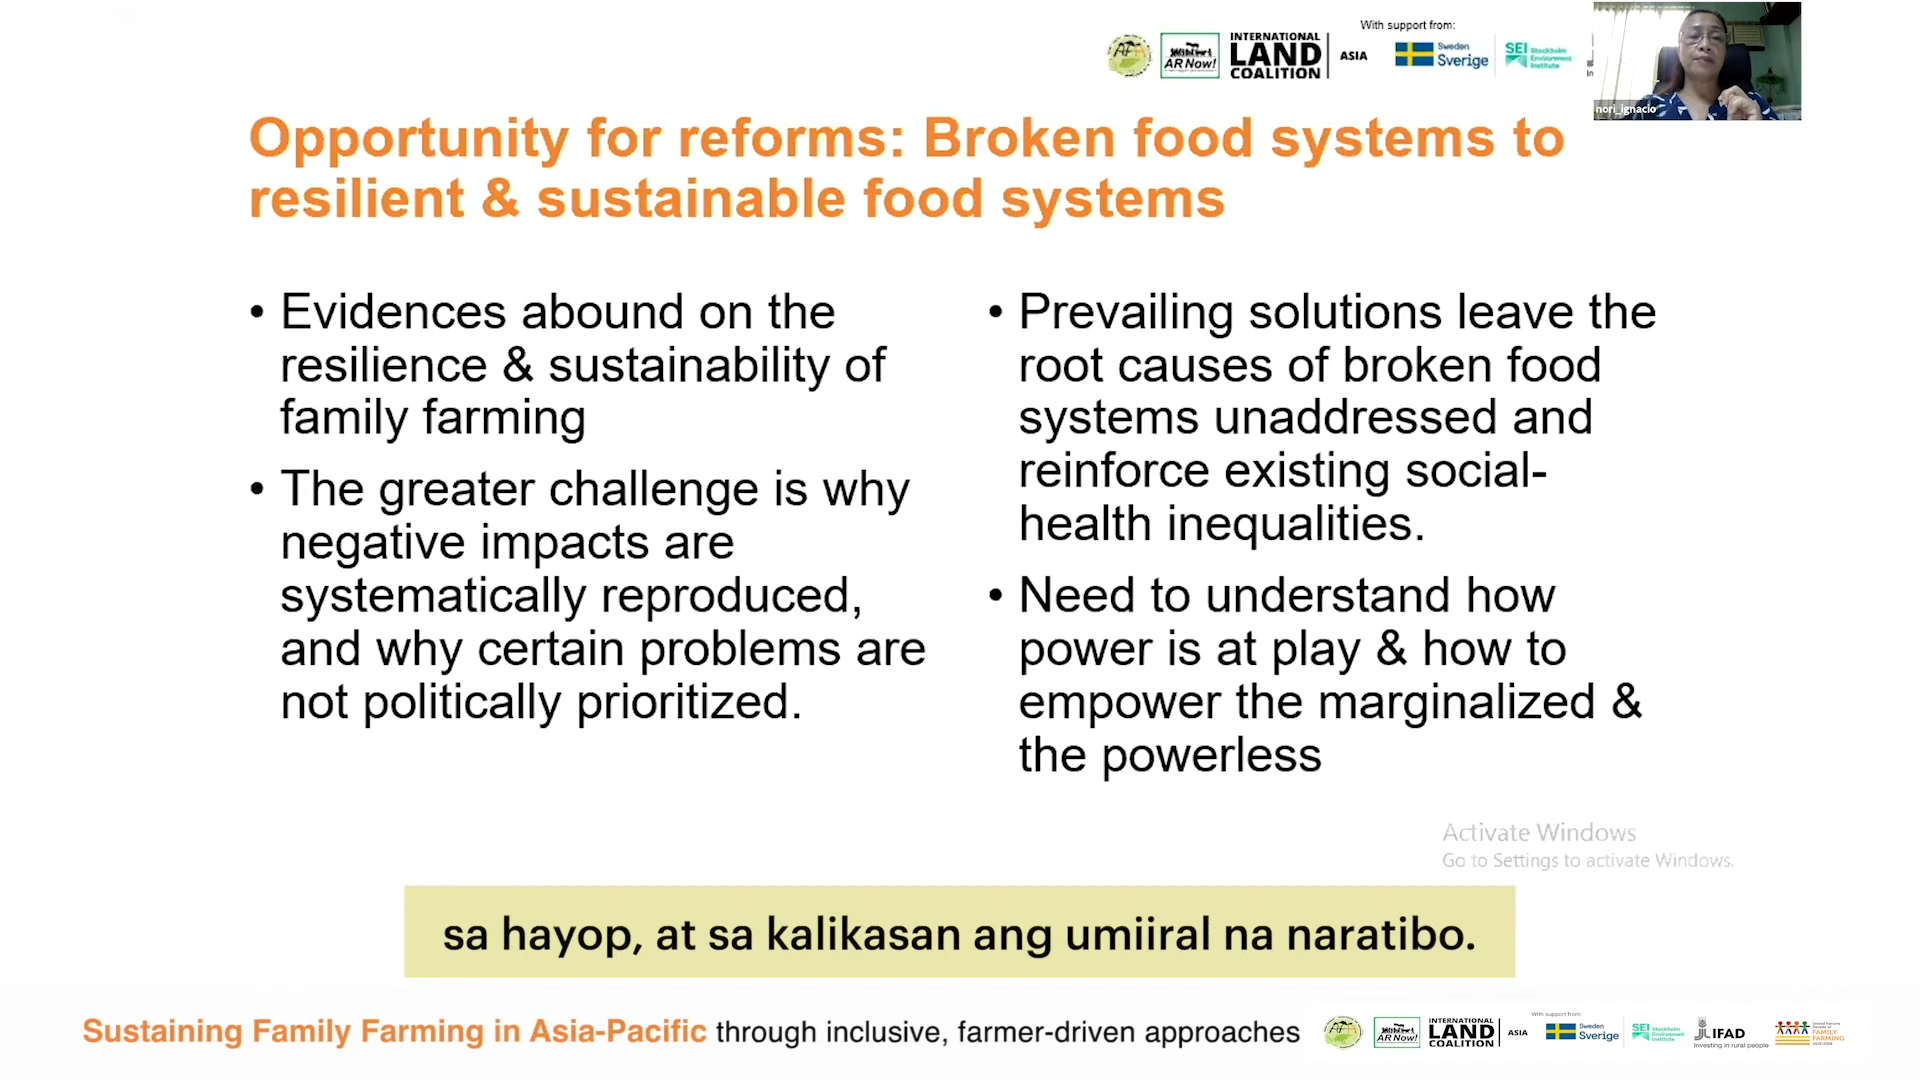 With support from:
AFA
AR Now!
INTERNATIONAL
LAND
COALITION
ASIA
Sweden
Sverige
SEI
Stockholm
Environment
Institute
nori_ignacio
Opportunity for reforms: Broken food systems to
resilient & sustainable food systems
• Evidences abound on the
resilience & sustainability of
family farming
• The greater challenge is why
negative impacts are
systematically reproduced,
and why certain problems are
not politically prioritized.
• Prevailing solutions leave the
root causes of broken food
systems unaddressed and
reinforce existing social-
health inequalities.
• Need to understand how
power is at play & how to
empower the marginalized &
the powerless
Activate Windows
Go to Settings to activate Windows.
sa hayop, at sa kalikasan ang umiiral na naratibo.
Sustaining Family Farming in Asia-Pacific through inclusive, farmer-driven approaches
AFA
AR Now!
INTERNATIONAL
LAND
COALITION
ASIA
With support from:
Sweden
Sverige
SEI
Stockholm
Environment
Institute
IFAD
Investing in rural people
United Nations
Decade of
FAMILY
FARMING
2019-2028